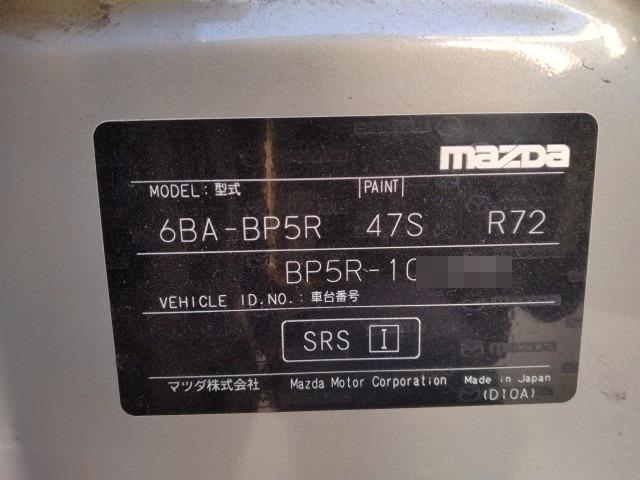 mazda
MODEL: 型式 |PAINT|
6BA-BP5R 47S R72
BP5R-10
VEHICLE ID.NO.: 車台番号
SRS I
マツダ株式会社 Mazda Motor Corporation Made in Japan
(D10A)